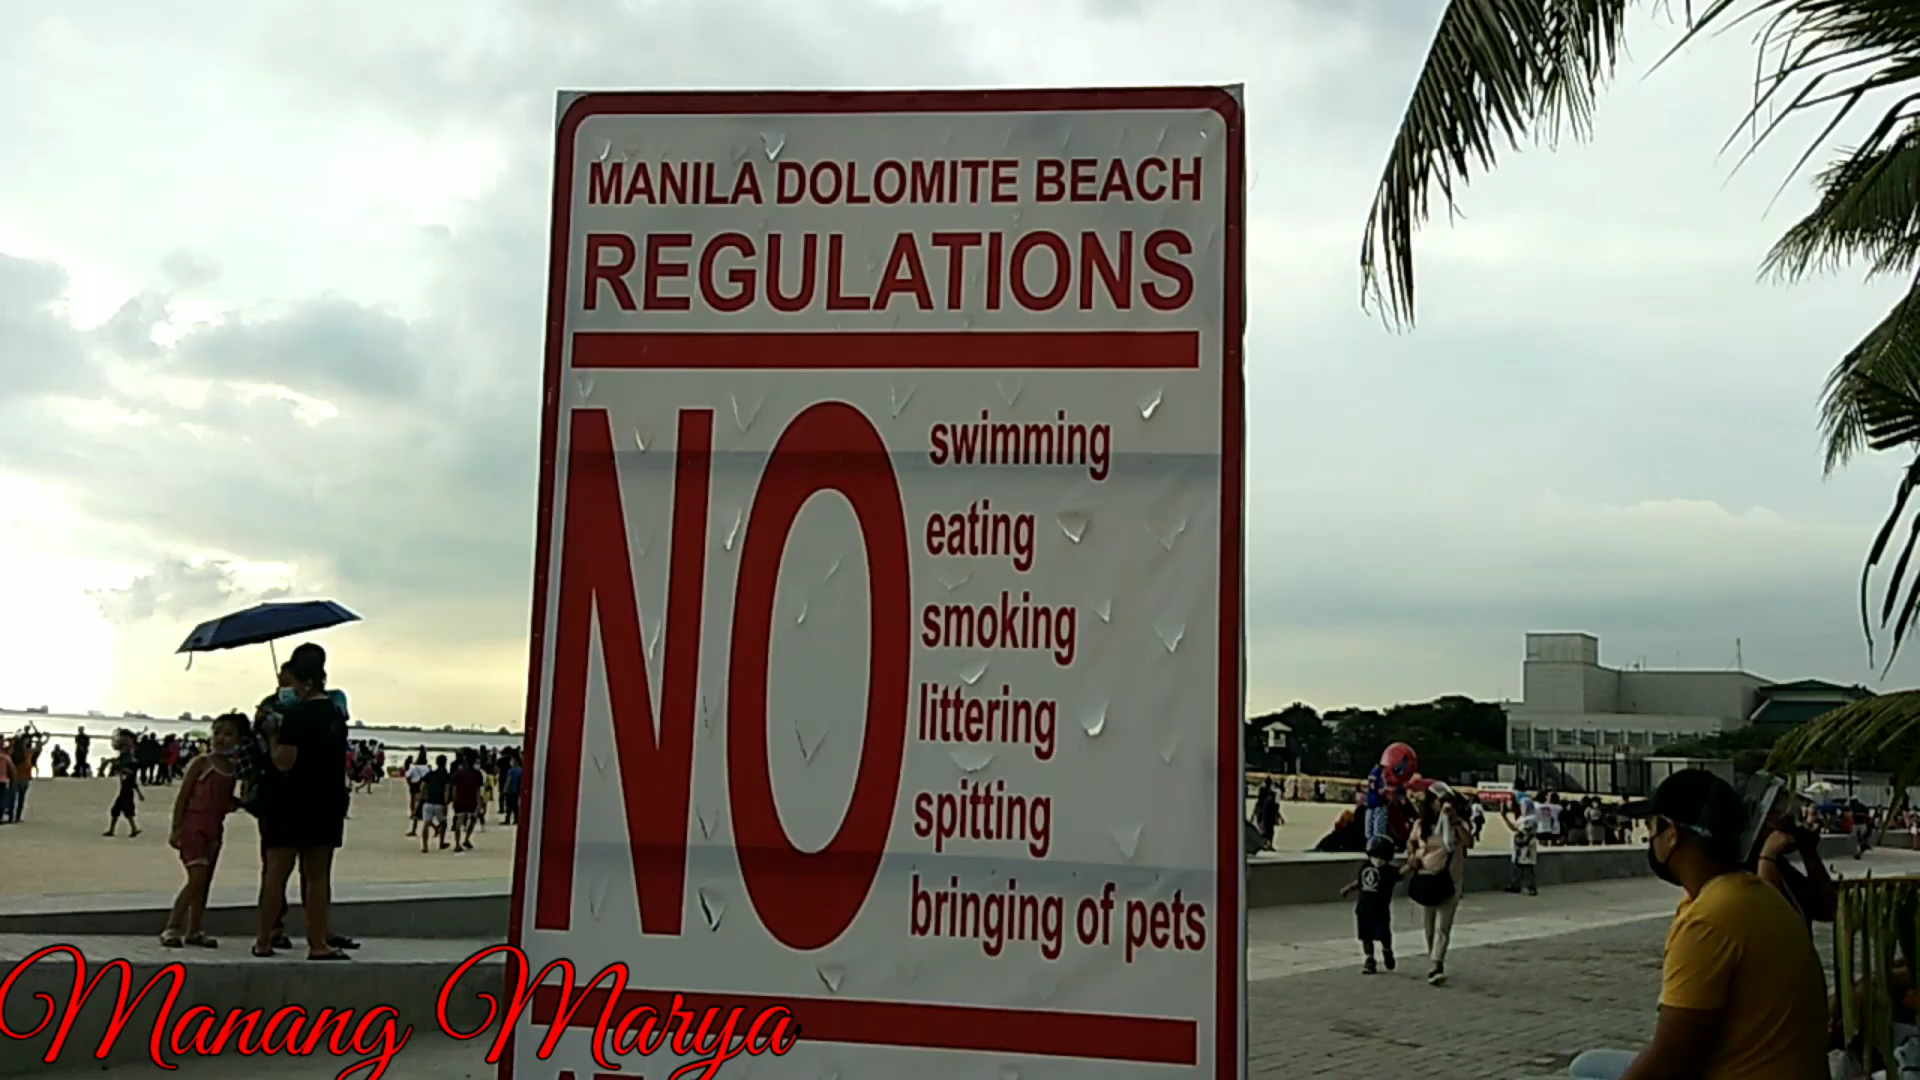 MANILA DOLOMITE BEACH
REGULATIONS
NO
swimming
eating
smoking
littering
spitting
bringing of pets
Manang Marya